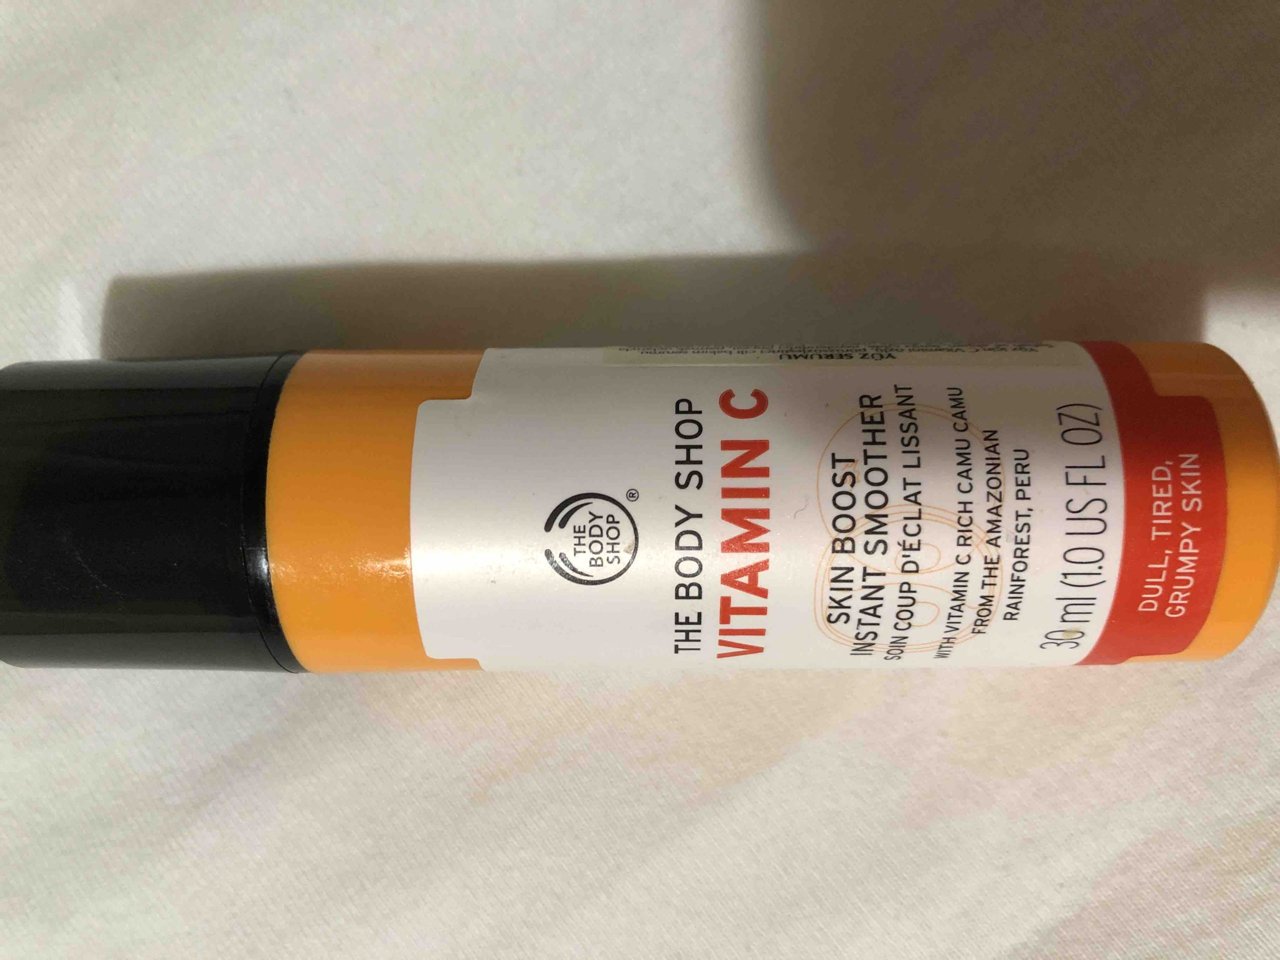 THE
BODY
SHOP
®
THE BODY SHOP
VITAMIN C
SKIN BOOST
INSTANT SMOOTHER
SOIN COUP D'ÉCLAT LISSANT
WITH VITAMIN C RICH CAMU CAMU
FROM THE AMAZONIAN
RAINFOREST, PERU
30 ml (1.0 US FL OZ)
DULL, TIRED,
GRUMPY SKIN
YÜZ SERUMU